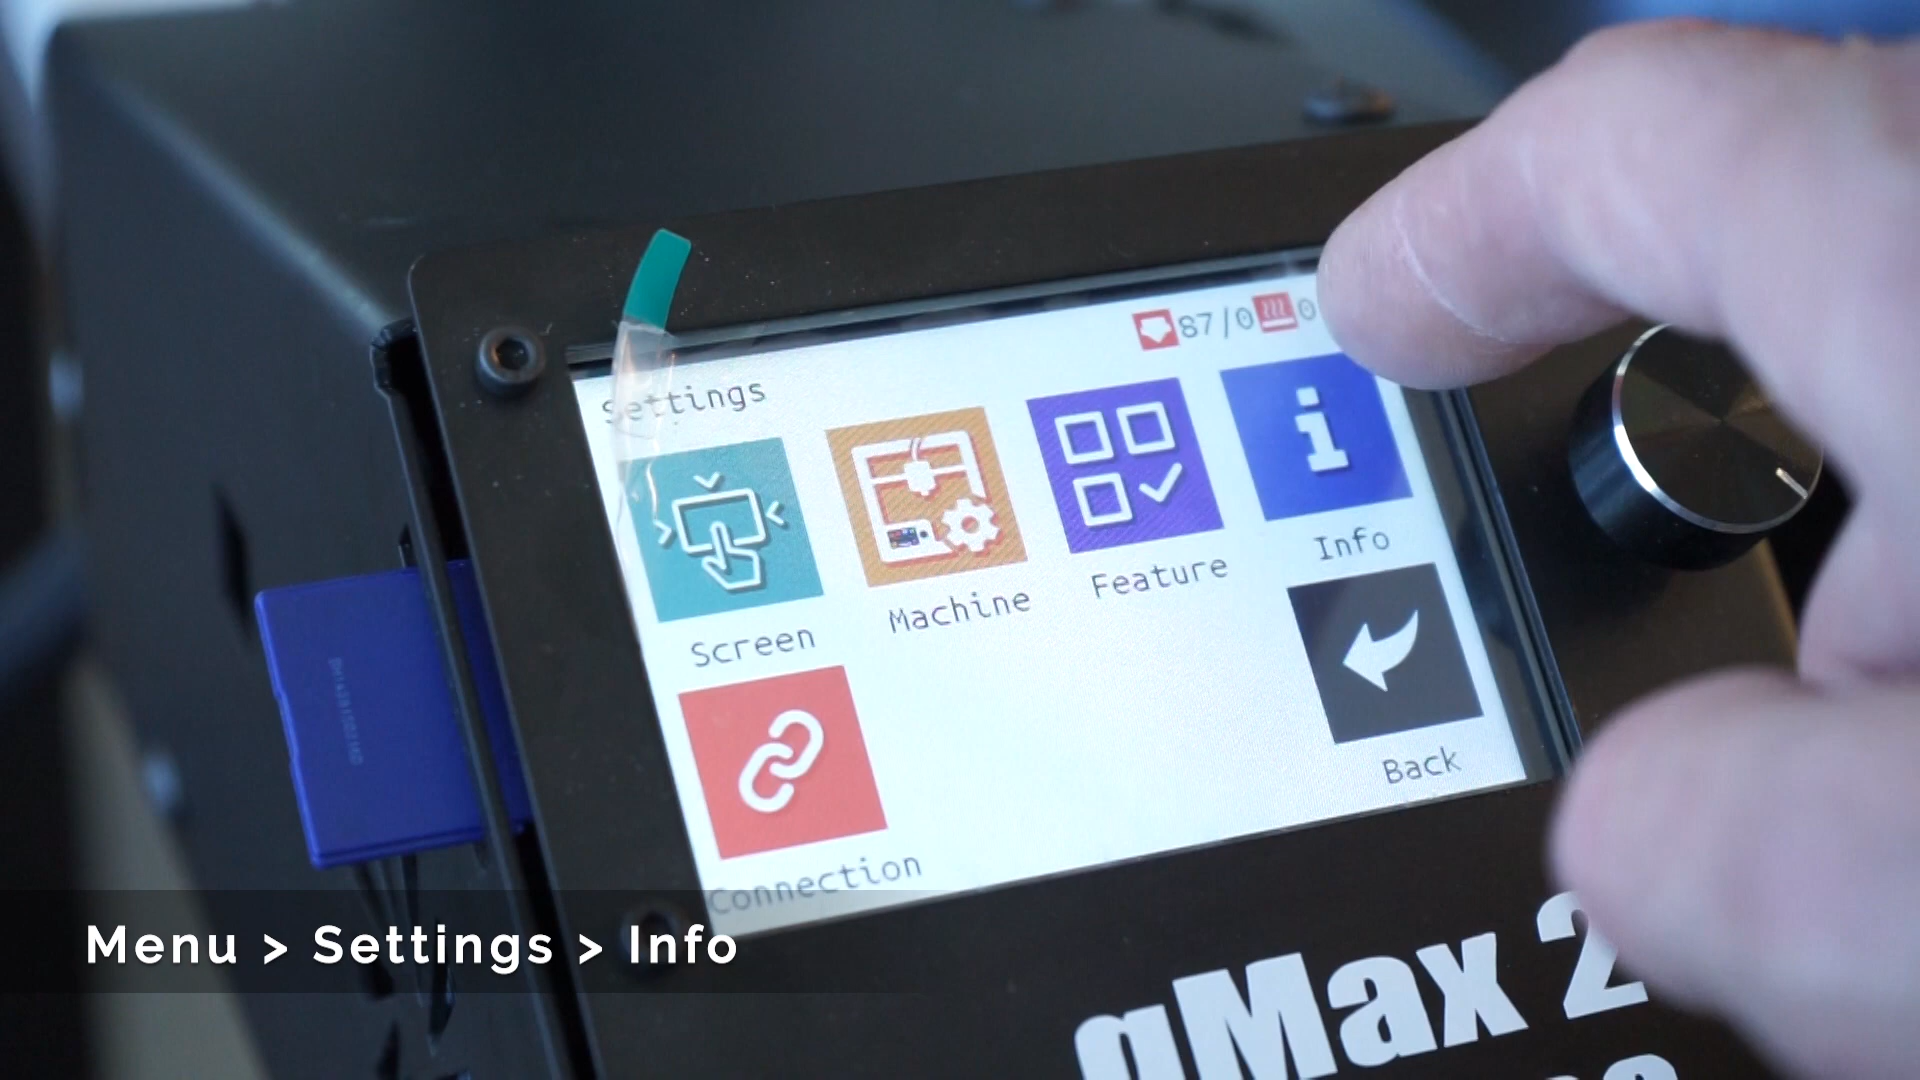 87/0 0
Settings
Screen
Machine
Feature
Info
Connection
Back
Menu > Settings > Info
gMax 2